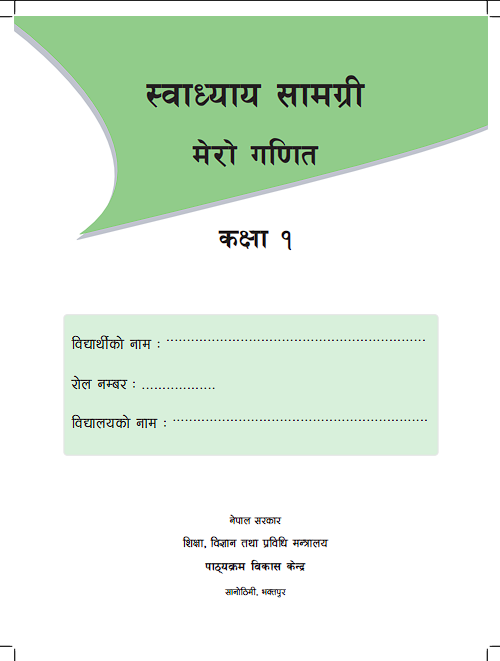 स्वाध्याय सामग्री
मेरो गणित
कक्षा १
विद्यार्थीको नाम : ................................................................
रोल नम्बर : ..................
विद्यालयको नाम : ..............................................................
नेपाल सरकार
शिक्षा, विज्ञान तथा प्रविधि मन्त्रालय
पाठ्यक्रम विकास केन्द्र
सानोठिमी, भक्तपुर